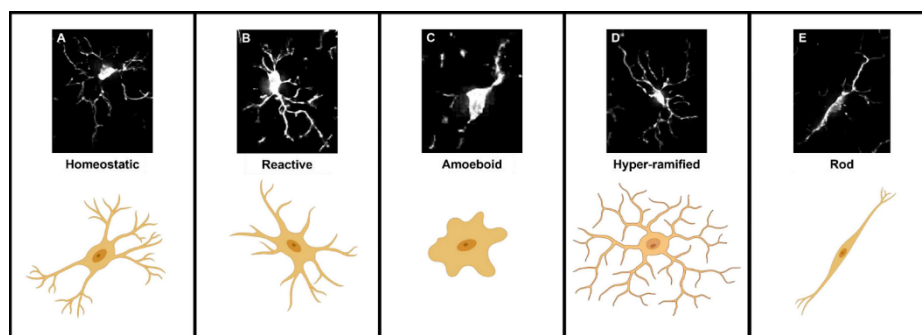 A
B
C
D
E
Homeostatic
Reactive
Amoeboid
Hyper-ramified
Rod